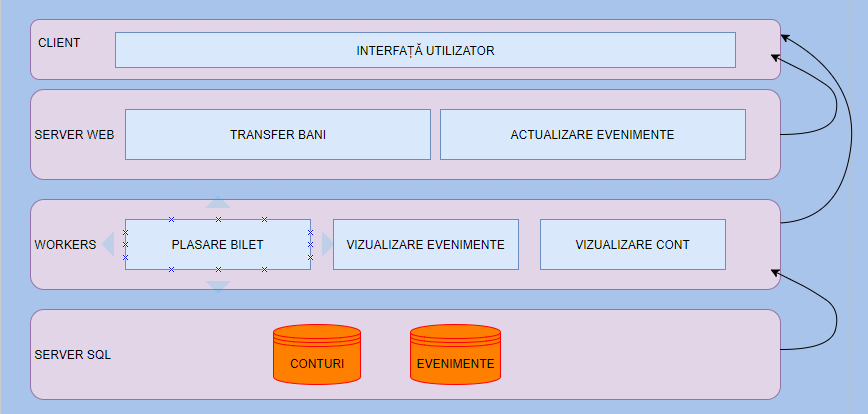 CLIENT
INTERFAȚĂ UTILIZATOR
SERVER WEB
TRANSFER BANI
ACTUALIZARE EVENIMENTE
WORKERS
PLASARE BILET
VIZUALIZARE EVENIMENTE
VIZUALIZARE CONT
SERVER SQL
CONTURI
EVENIMENTE